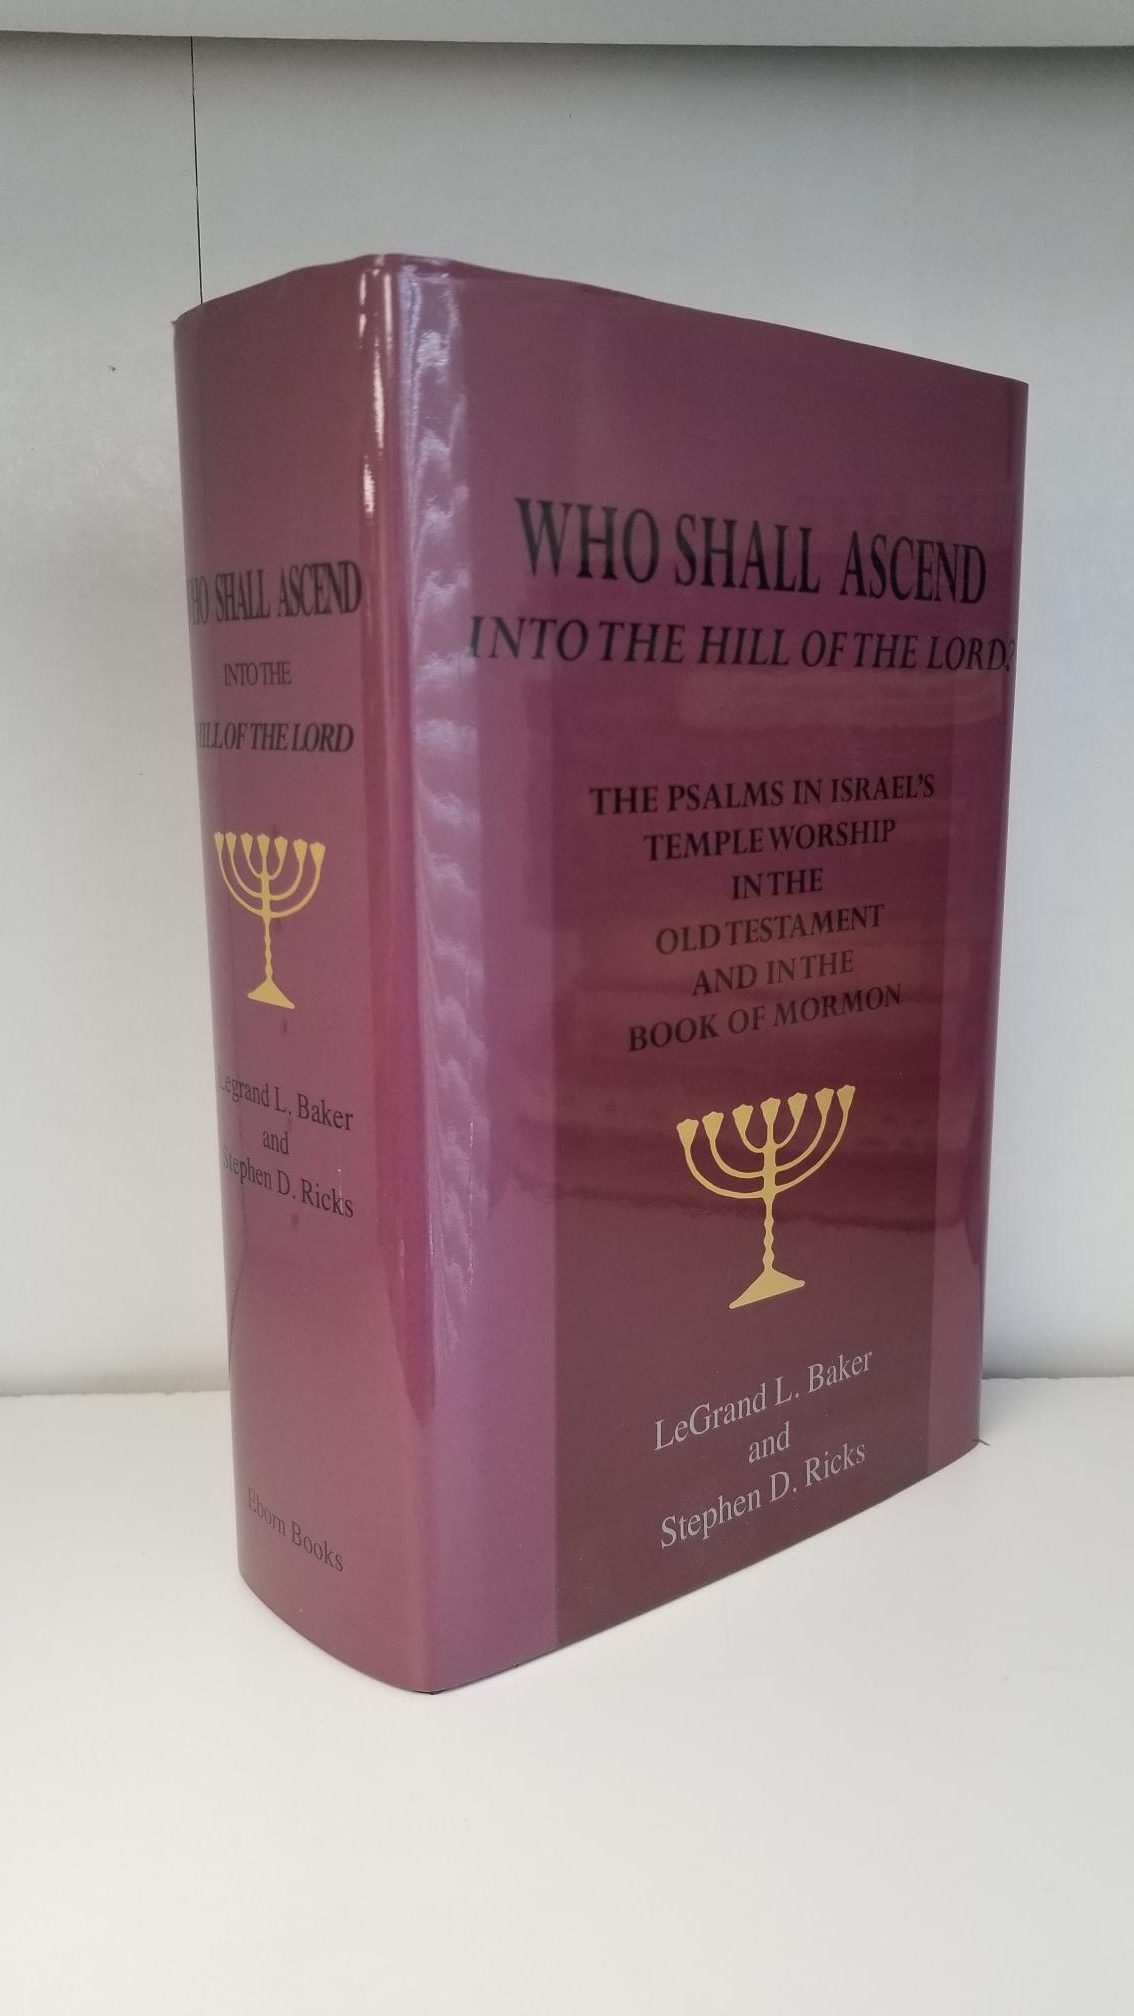 HO SHALL ASCEND
INTO THE
HILL OF THE LORD
Legrand L. Baker
and
Stephen D. Ricks
Eborn Books
WHO SHALL ASCEND
INTO THE HILL OF THE LORD?
THE PSALMS IN ISRAEL'S
TEMPLE WORSHIP
IN THE
OLD TESTAMENT
AND IN THE
BOOK OF MORMON
LeGrand L. Baker
and
Stephen D. Ricks